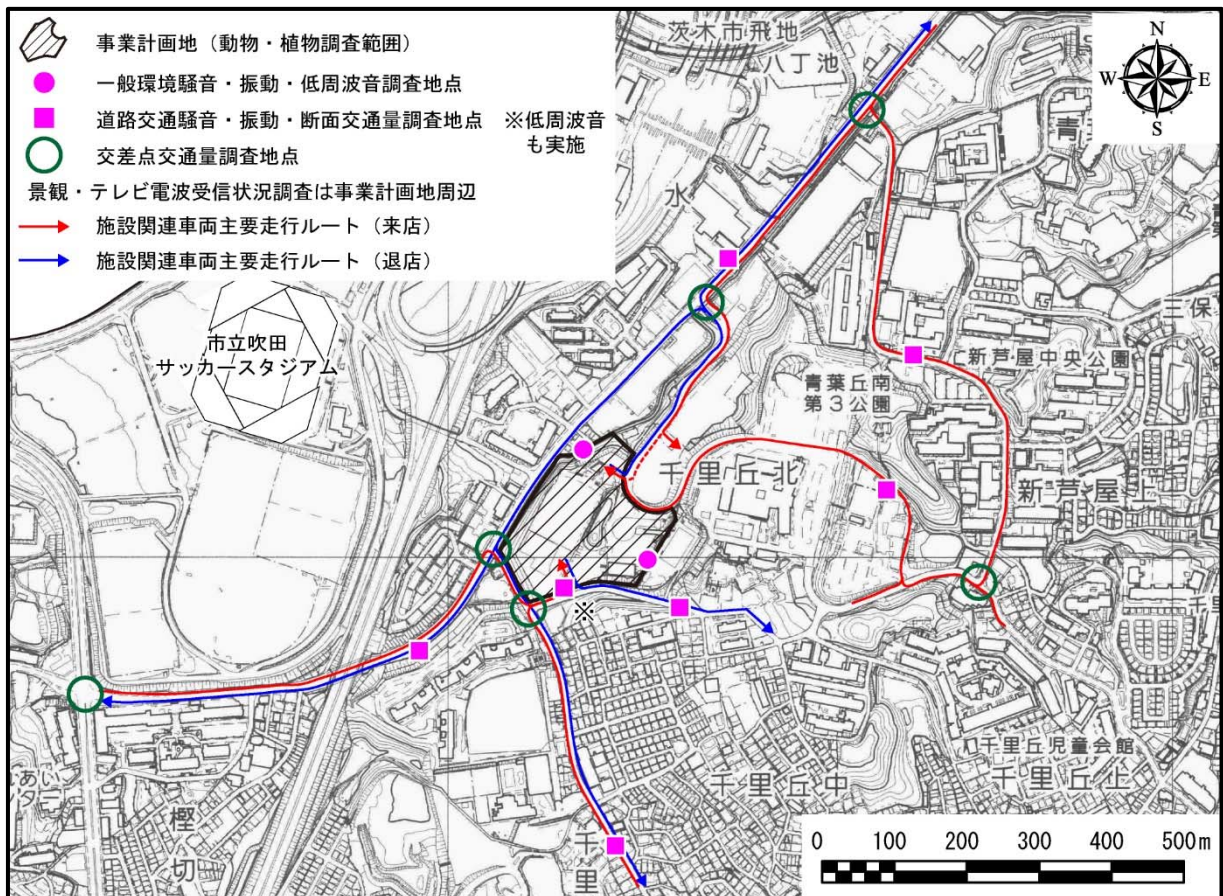 事業計画地（動物・植物調査範囲）
一般環境騒音・振動・低周波音調査地点
道路交通騒音・振動・断面交通量調査地点 ※低周波音
も実施
交差点交通量調査地点
景観・テレビ電波受信状況調査は事業計画地周辺
施設関連車両主要走行ルート（来店）
施設関連車両主要走行ルート（退店）
茨木市飛地
八丁池
N
W E
S
青
水
市立吹田
サッカースタジアム
三保
新芦屋中央公園
青葉丘南
第3公園
千里丘北
新芦屋上
※
千里
千里丘児童会館
千里丘上
千里丘中
あい
樫
切
千
里
0 100 200 300 400 500m